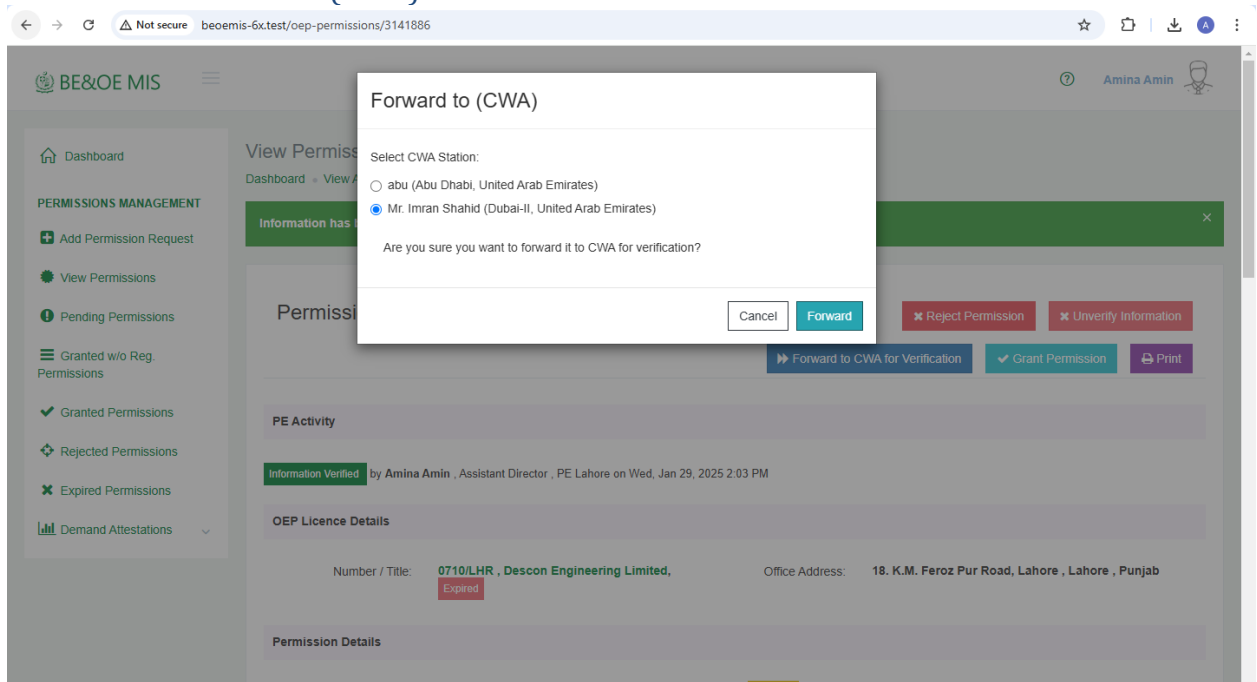 Not secure beoemis-6x.test/oep-permissions/3141886
A
BE&OE MIS
Amina Amin
Forward to (CWA)
Select CWA Station:
abu (Abu Dhabi, United Arab Emirates)
Mr. Imran Shahid (Dubai-II, United Arab Emirates)
Are you sure you want to forward it to CWA for verification?
Cancel Forward
Dashboard
PERMISSIONS MANAGEMENT
Add Permission Request
View Permissions
Pending Permissions
Granted w/o Reg.
Permissions
Granted Permissions
Rejected Permissions
Expired Permissions
Demand Attestations
View
Dashboard View
Information has
Reject Permission Unverify Information
Forward to CWA for Verification Grant Permission Print
PE Activity
Information Verified by Amina Amin , Assistant Director , PE Lahore on Wed, Jan 29, 2025 2:03 PM
OEP Licence Details
Number / Title: 0710/LHR , Descon Engineering Limited, Office Address: 18. K.M. Feroz Pur Road, Lahore , Lahore , Punjab
Expired
Permission Details